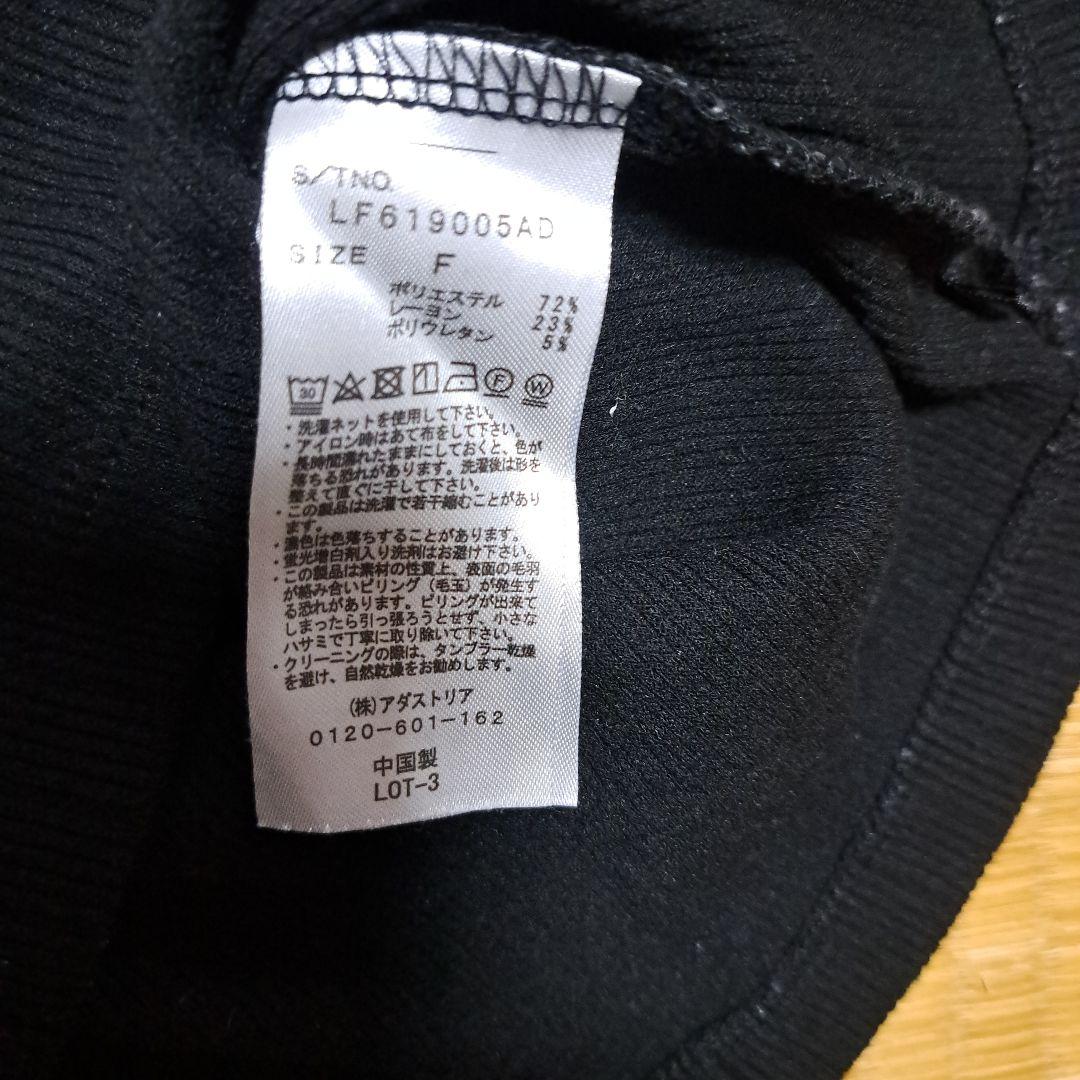 S/TNO.
LF619005AD
SIZE F
ポリエステル 72%
レーヨン 23%
ポリウレタン 5%
30
F
W
・洗濯ネットを使用して下さい。
・アイロン時はあて布をして下さい。
・長時間濡れたままにしておくと、色が
落ちる恐れがあります。洗濯後は形を
整えて直ぐに干して下さい。
・この製品は洗濯で若干縮むことがあり
ます。
・濃色は色落ちすることがあります。
・蛍光増白剤入り洗剤はお避け下さい。
・この製品は素材の性質上、表面の毛羽
が絡み合いピリング(毛玉)が発生す
る恐れがあります。ピリングが出来て
しまったら引っ張ろうとせず、小さな
ハサミで丁寧に取り除いて下さい。
・クリーニングの際は、タンブラー乾燥
を避け、自然乾燥をお勧めします。
(株)アダストリア
0120-601-162
中国製
LOT-3